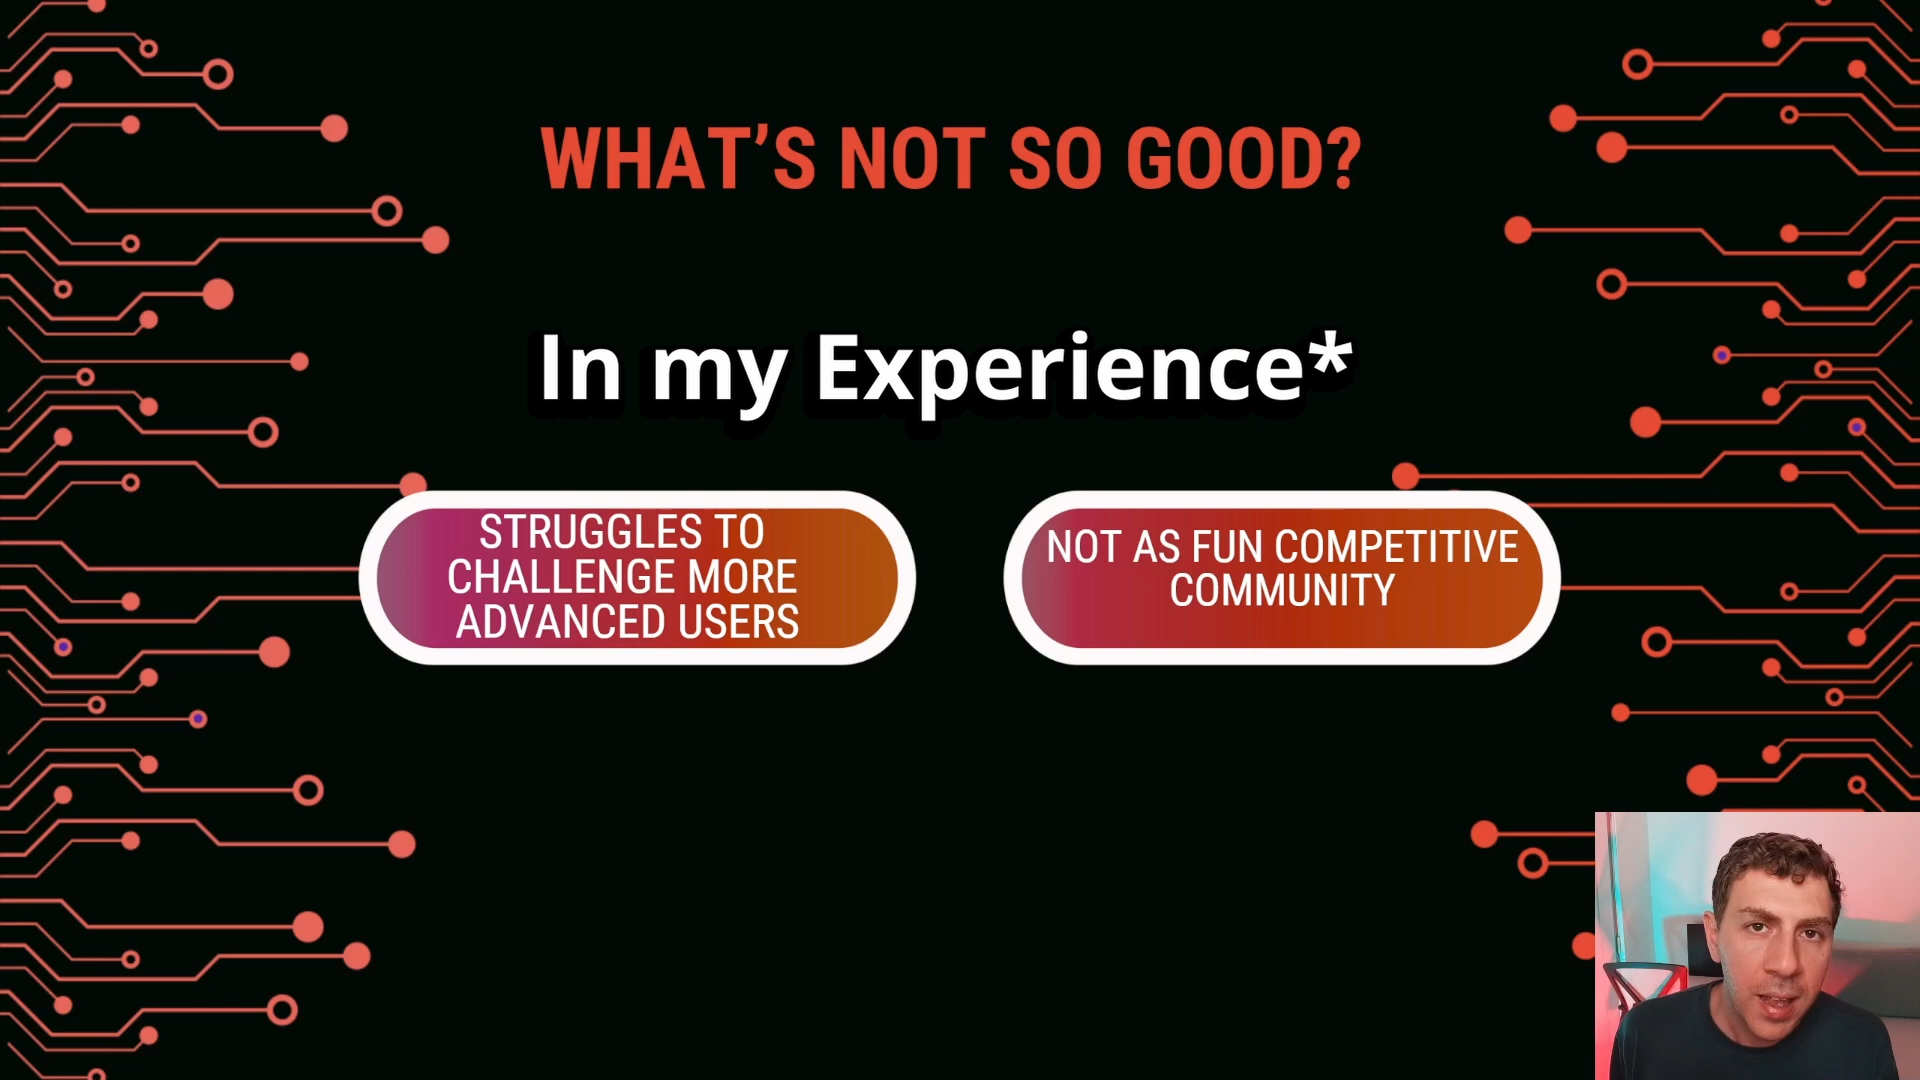 WHAT’S NOT SO GOOD?
In my Experience*
STRUGGLES TO
CHALLENGE MORE
ADVANCED USERS
NOT AS FUN COMPETITIVE
COMMUNITY